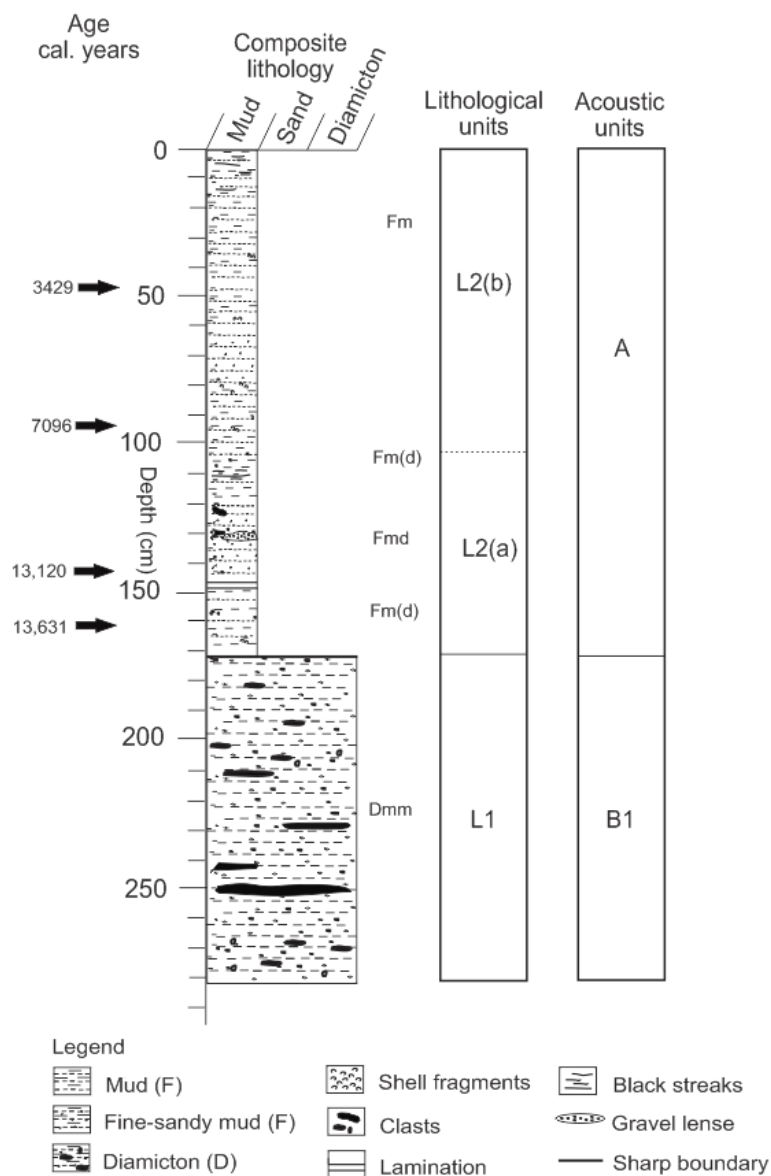 Age
cal. years
Composite
lithology
Mud
Sand
Diamicton
Lithological
units
Acoustic
units
0
Fm
L2(b)
3429
50
A
7096
100
Fm(d)
Depth (cm)
Fmd
L2(a)
13,120
150
Fm(d)
13,631
200
Dmm
L1
B1
250
Legend
Mud (F)
Shell fragments
Black streaks
Fine-sandy mud (F)
Clasts
Gravel lense
Diamicton (D)
Lamination
Sharp boundary